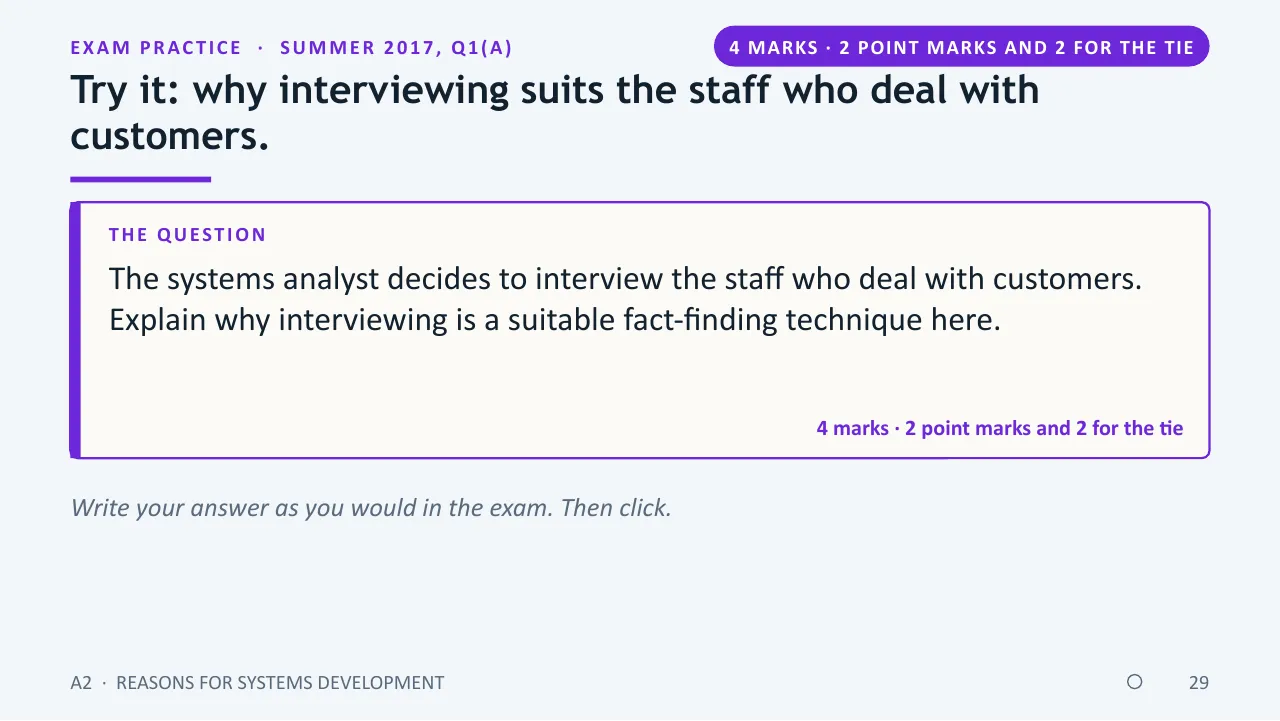 EXAM PRACTICE · SUMMER 2017, Q1(A)
4 MARKS · 2 POINT MARKS AND 2 FOR THE TIE
Try it: why interviewing suits the staff who deal with
customers.
THE QUESTION
The systems analyst decides to interview the staff who deal with customers.
Explain why interviewing is a suitable fact-finding technique here.
4 marks · 2 point marks and 2 for the tie
Write your answer as you would in the exam. Then click.
A2 · REASONS FOR SYSTEMS DEVELOPMENT
29